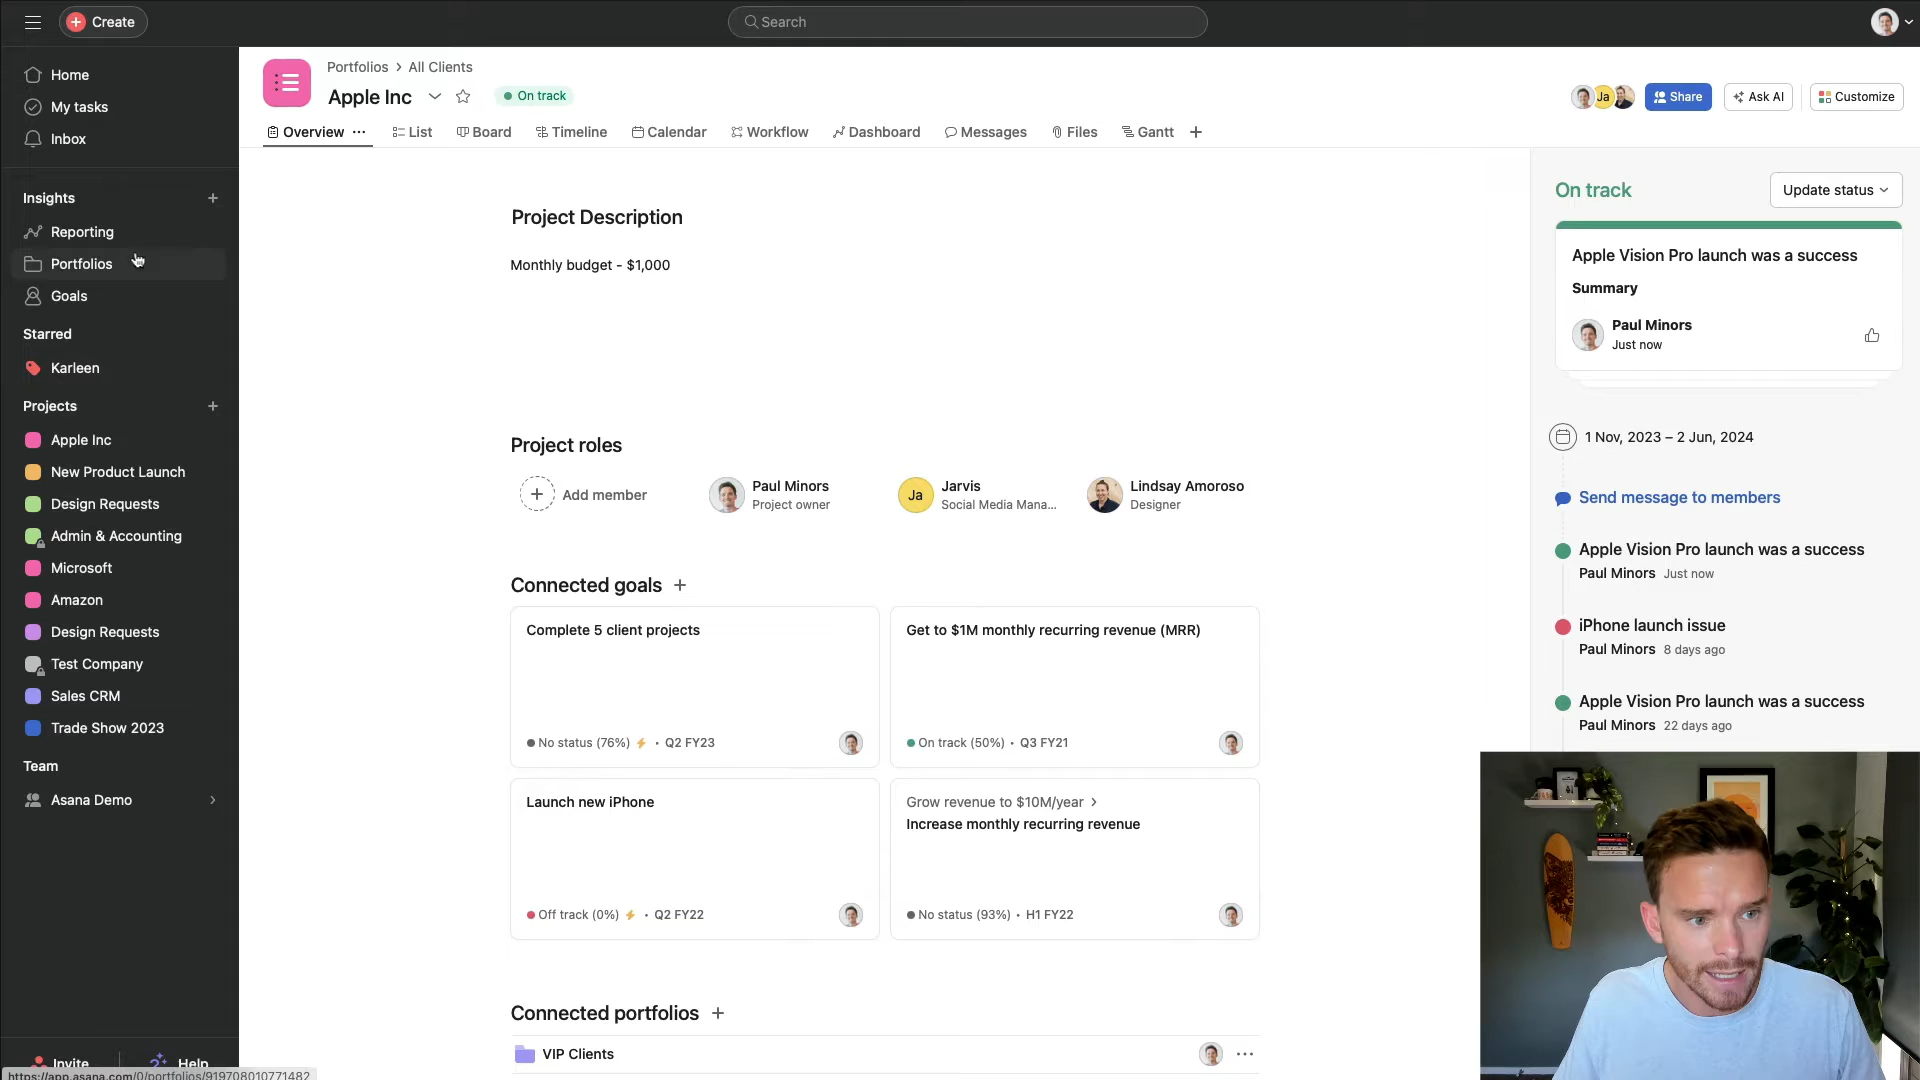 Create
Search
Home
My tasks
Inbox
Insights
Reporting
Portfolios
Goals
Starred
Karleen
Projects
Apple Inc
New Product Launch
Design Requests
Admin & Accounting
Microsoft
Amazon
Design Requests
Test Company
Sales CRM
Trade Show 2023
Team
Asana Demo
Invite
Help
https://app.asana.com/0/portfolios/919708010771482
Portfolios > All Clients
Apple Inc
On track
Ja
Share
Ask AI
Customize
Overview
List
Board
Timeline
Calendar
Workflow
Dashboard
Messages
Files
Gantt
Project Description
Monthly budget - $1,000
Project roles
Add member
Paul Minors
Project owner
Ja
Jarvis
Social Media Mana...
Lindsay Amoroso
Designer
Connected goals
Complete 5 client projects
No status (76%) • Q2 FY23
Get to $1M monthly recurring revenue (MRR)
On track (50%) • Q3 FY21
Launch new iPhone
Off track (0%) • Q2 FY22
Grow revenue to $10M/year >
Increase monthly recurring revenue
No status (93%) • H1 FY22
Connected portfolios
VIP Clients
On track
Update status
Apple Vision Pro launch was a success
Summary
Paul Minors
Just now
1 Nov, 2023 – 2 Jun, 2024
Send message to members
Apple Vision Pro launch was a success
Paul Minors Just now
iPhone launch issue
Paul Minors 8 days ago
Apple Vision Pro launch was a success
Paul Minors 22 days ago